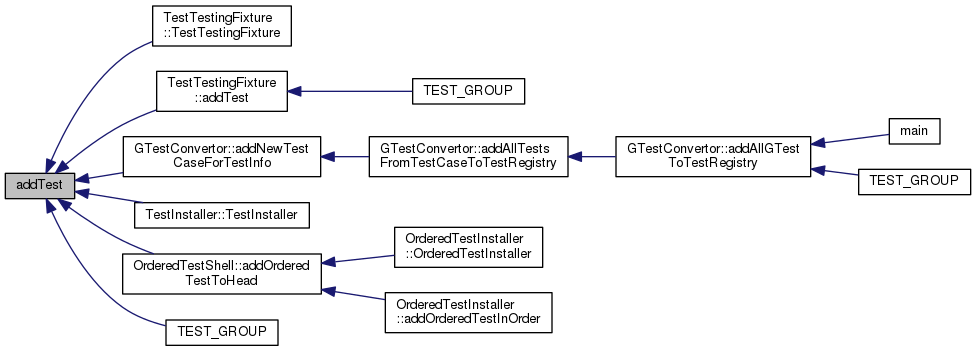 TestTestingFixture
::TestTestingFixture
TestTestingFixture
::addTest
TEST_GROUP
GTestConvertor::addNewTest
CaseForTestInfo
GTestConvertor::addAllTests
FromTestCaseToTestRegistry
GTestConvertor::addAllGTest
ToTestRegistry
main
TEST_GROUP
addTest
TestInstaller::TestInstaller
OrderedTestShell::addOrdered
TestToHead
OrderedTestInstaller
::OrderedTestInstaller
OrderedTestInstaller
::addOrderedTestInOrder
TEST_GROUP